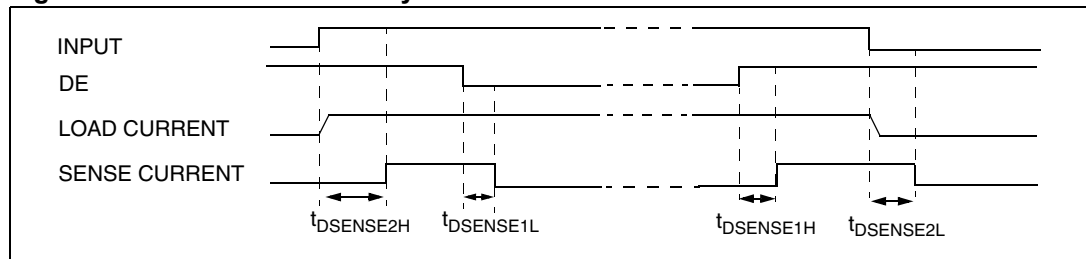 INPUT
DE
LOAD CURRENT
SENSE CURRENT
tDSENSE2H tDSENSE1L tDSENSE1H tDSENSE2L